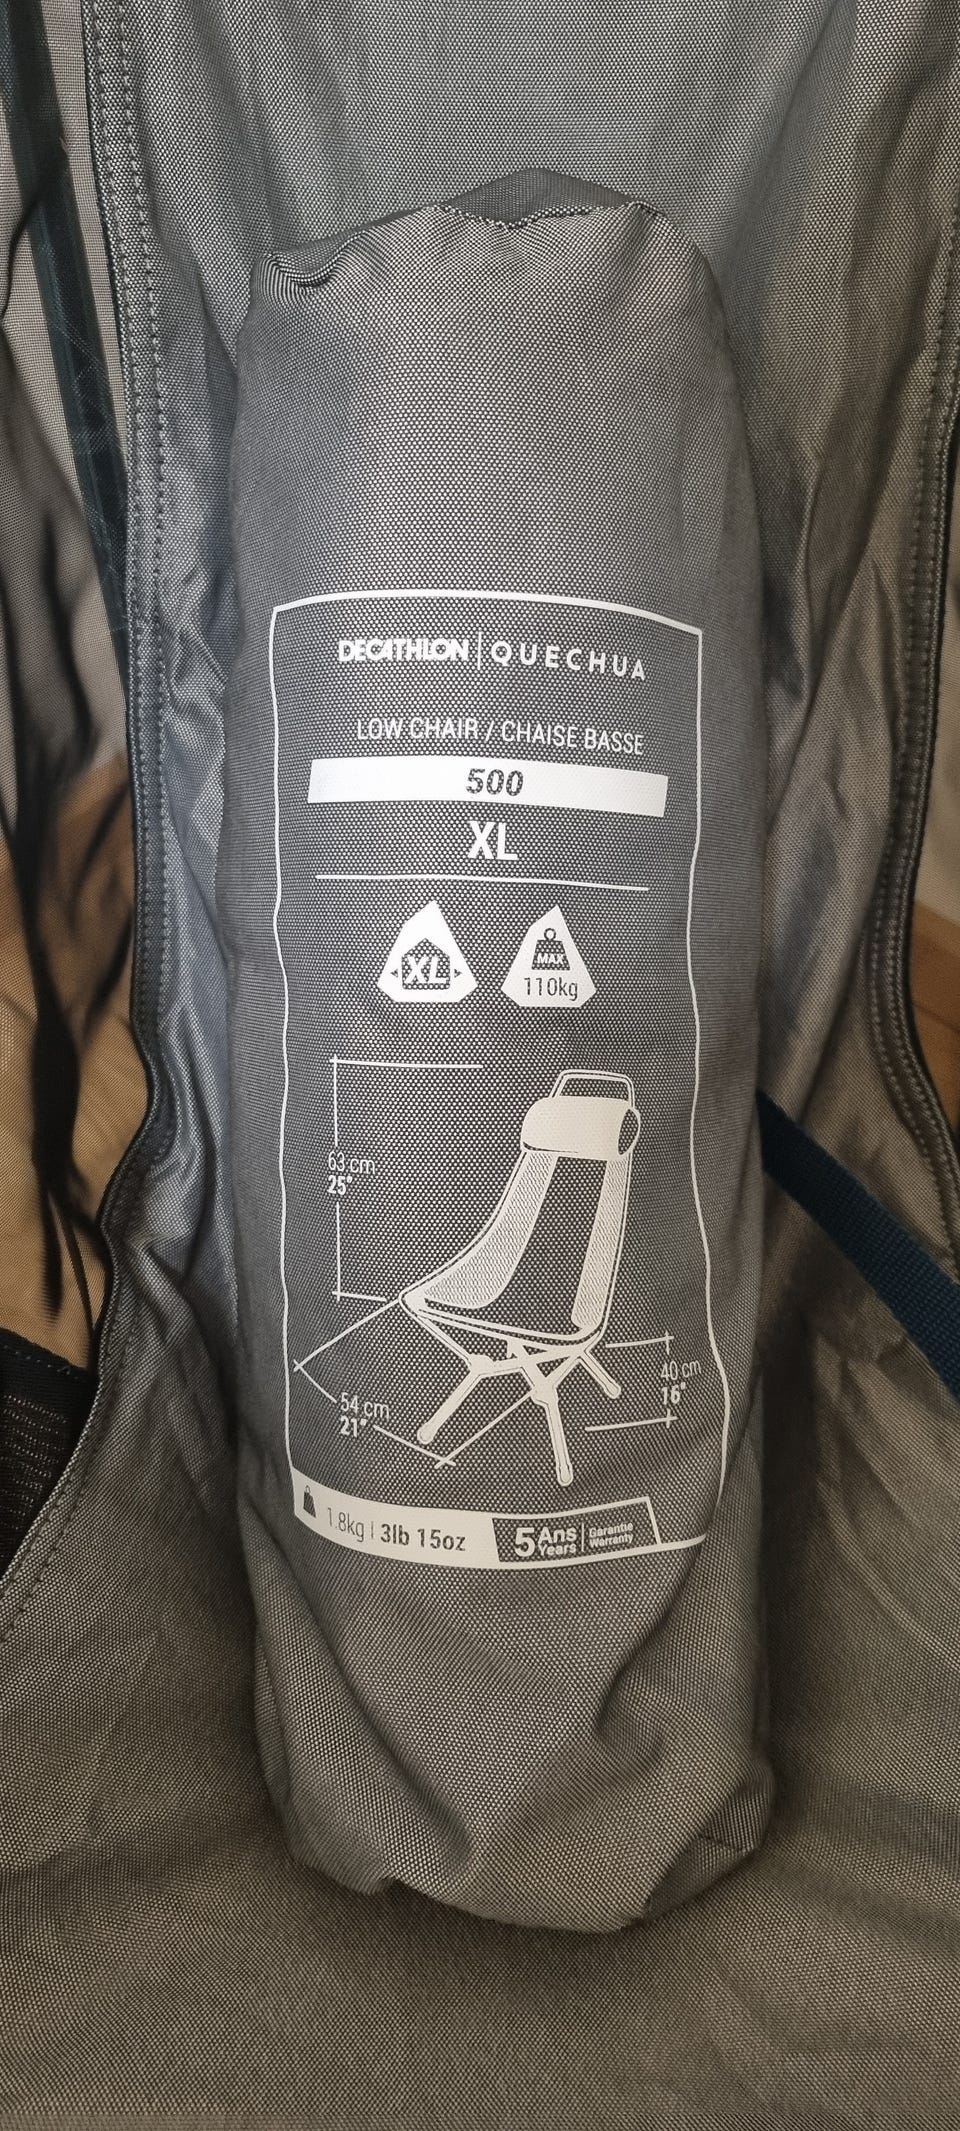 DECATHLON | QUECHUA
LOW CHAIR / CHAISE BASSE
500
XL
XL
MAX
110kg
63 cm
25"
40 cm
16"
54 cm
21"
1.8kg | 3lb 15oz
5 Ans Years | Garantie Warranty